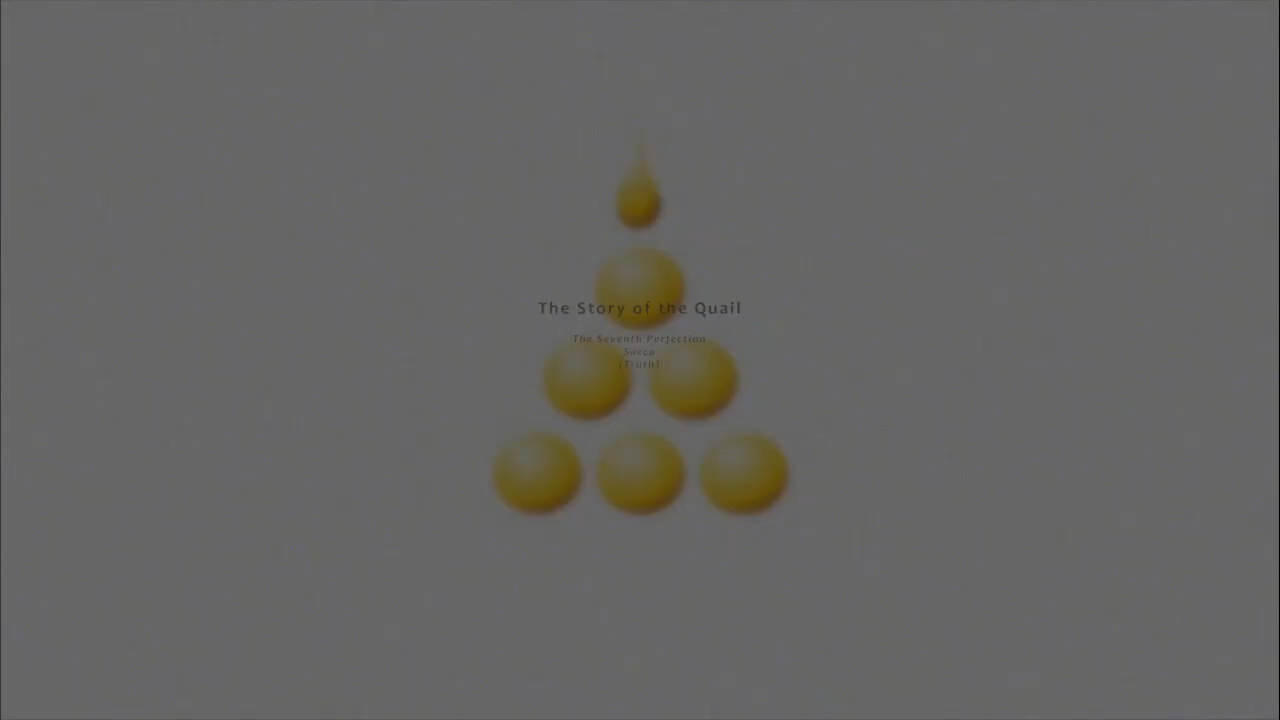 The Story of the Quail
The Seventh Perfection
Sacca
(Truth)